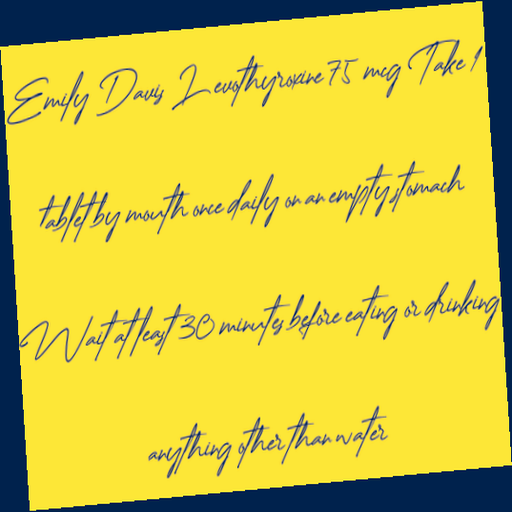 Emily Davis Levothyroxine 75 mcg Take 1
tablet by mouth once daily on an empty stomach
Wait at least 30 minutes before eating or drinking
anything other than water